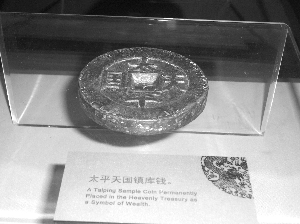 太平天国镇库钱。
A Taiping Sample Coin Permanently
Placed in the Heavenly Treasury as
a Symbol of Wealth.